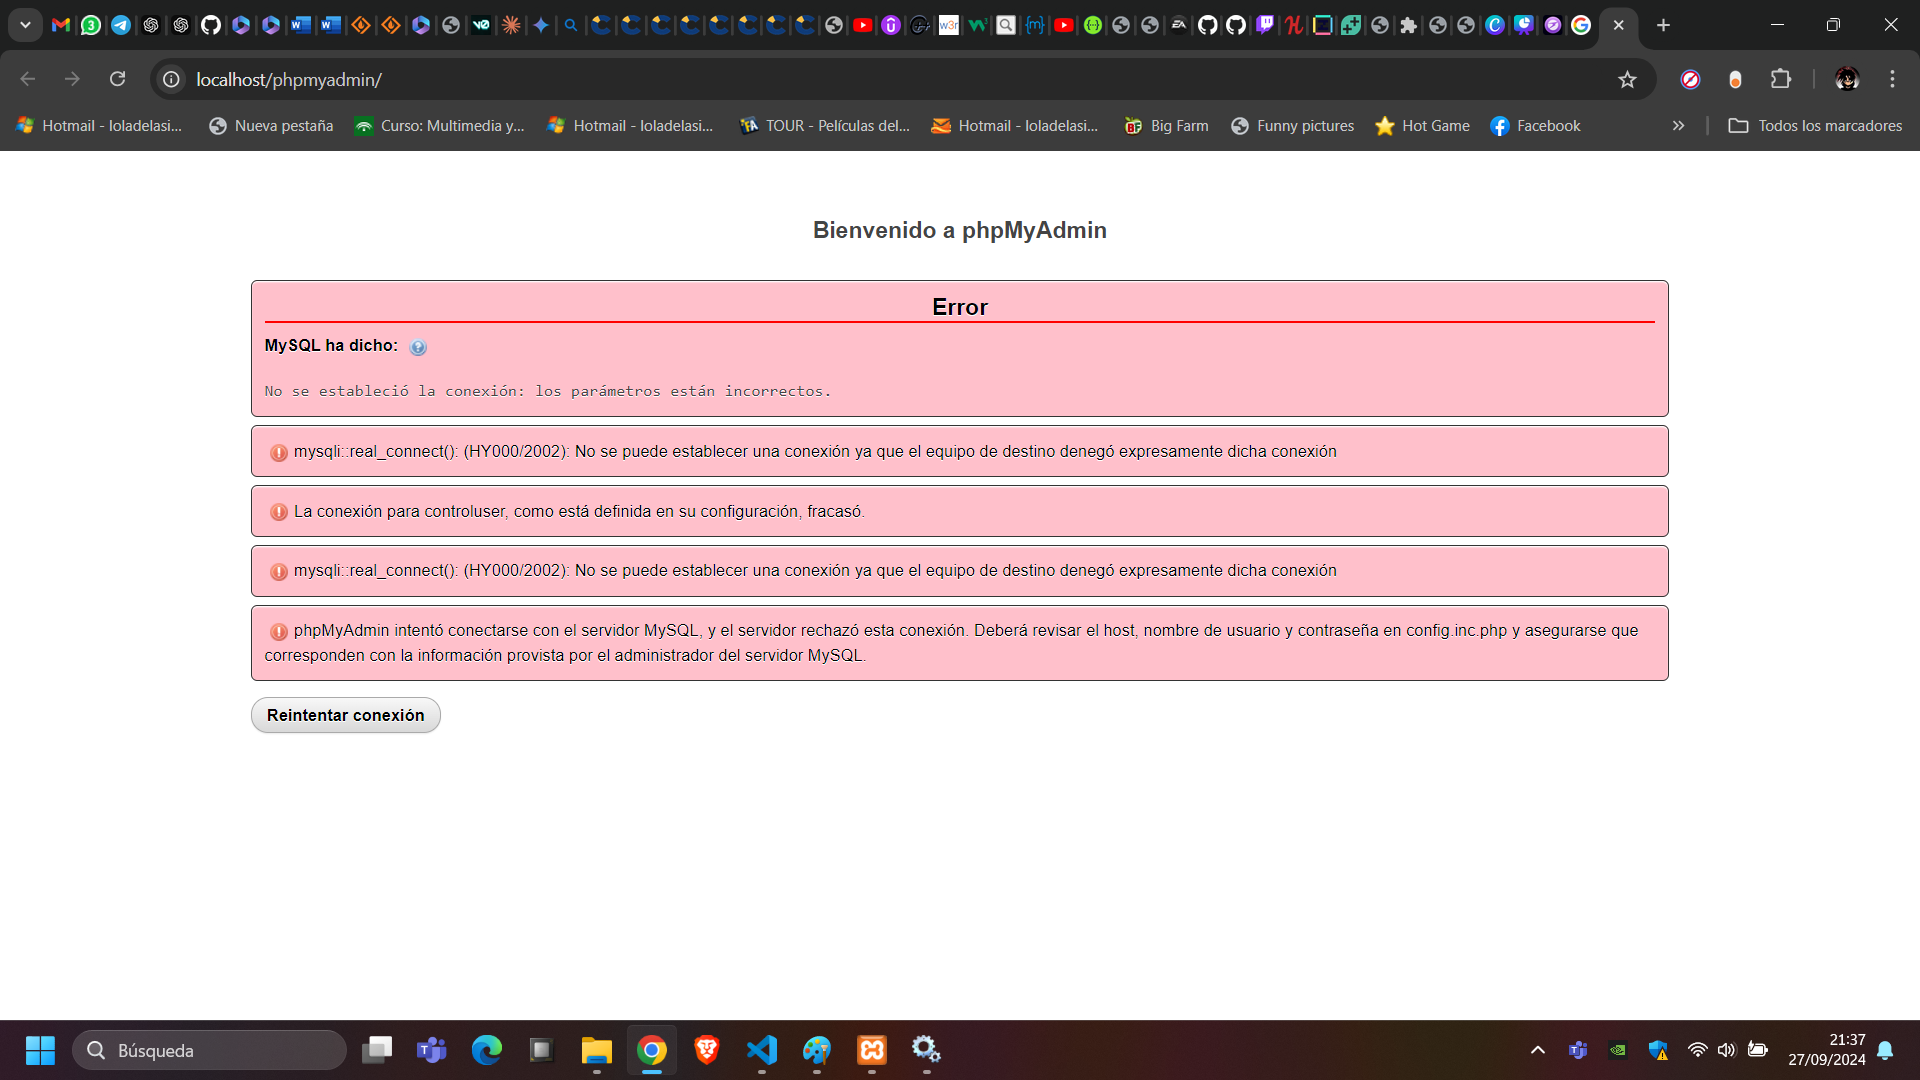 localhost/phpmyadmin/
Hotmail - loladelasi...
Nueva pestaña
Curso: Multimedia y...
Hotmail - loladelasi...
TOUR - Películas del...
Hotmail - loladelasi...
Big Farm
Funny pictures
Hot Game
Facebook
Todos los marcadores
Bienvenido a phpMyAdmin
Error
MySQL ha dicho:
No se estableció la conexión: los parámetros están incorrectos.
mysqli::real_connect(): (HY000/2002): No se puede establecer una conexión ya que el equipo de destino denegó expresamente dicha conexión
La conexión para controluser, como está definida en su configuración, fracasó.
mysqli::real_connect(): (HY000/2002): No se puede establecer una conexión ya que el equipo de destino denegó expresamente dicha conexión
phpMyAdmin intentó conectarse con el servidor MySQL, y el servidor rechazó esta conexión. Deberá revisar el host, nombre de usuario y contraseña en config.inc.php y asegurarse que
corresponden con la información provista por el administrador del servidor MySQL.
Reintentar conexión
Búsqueda
21:37
27/09/2024